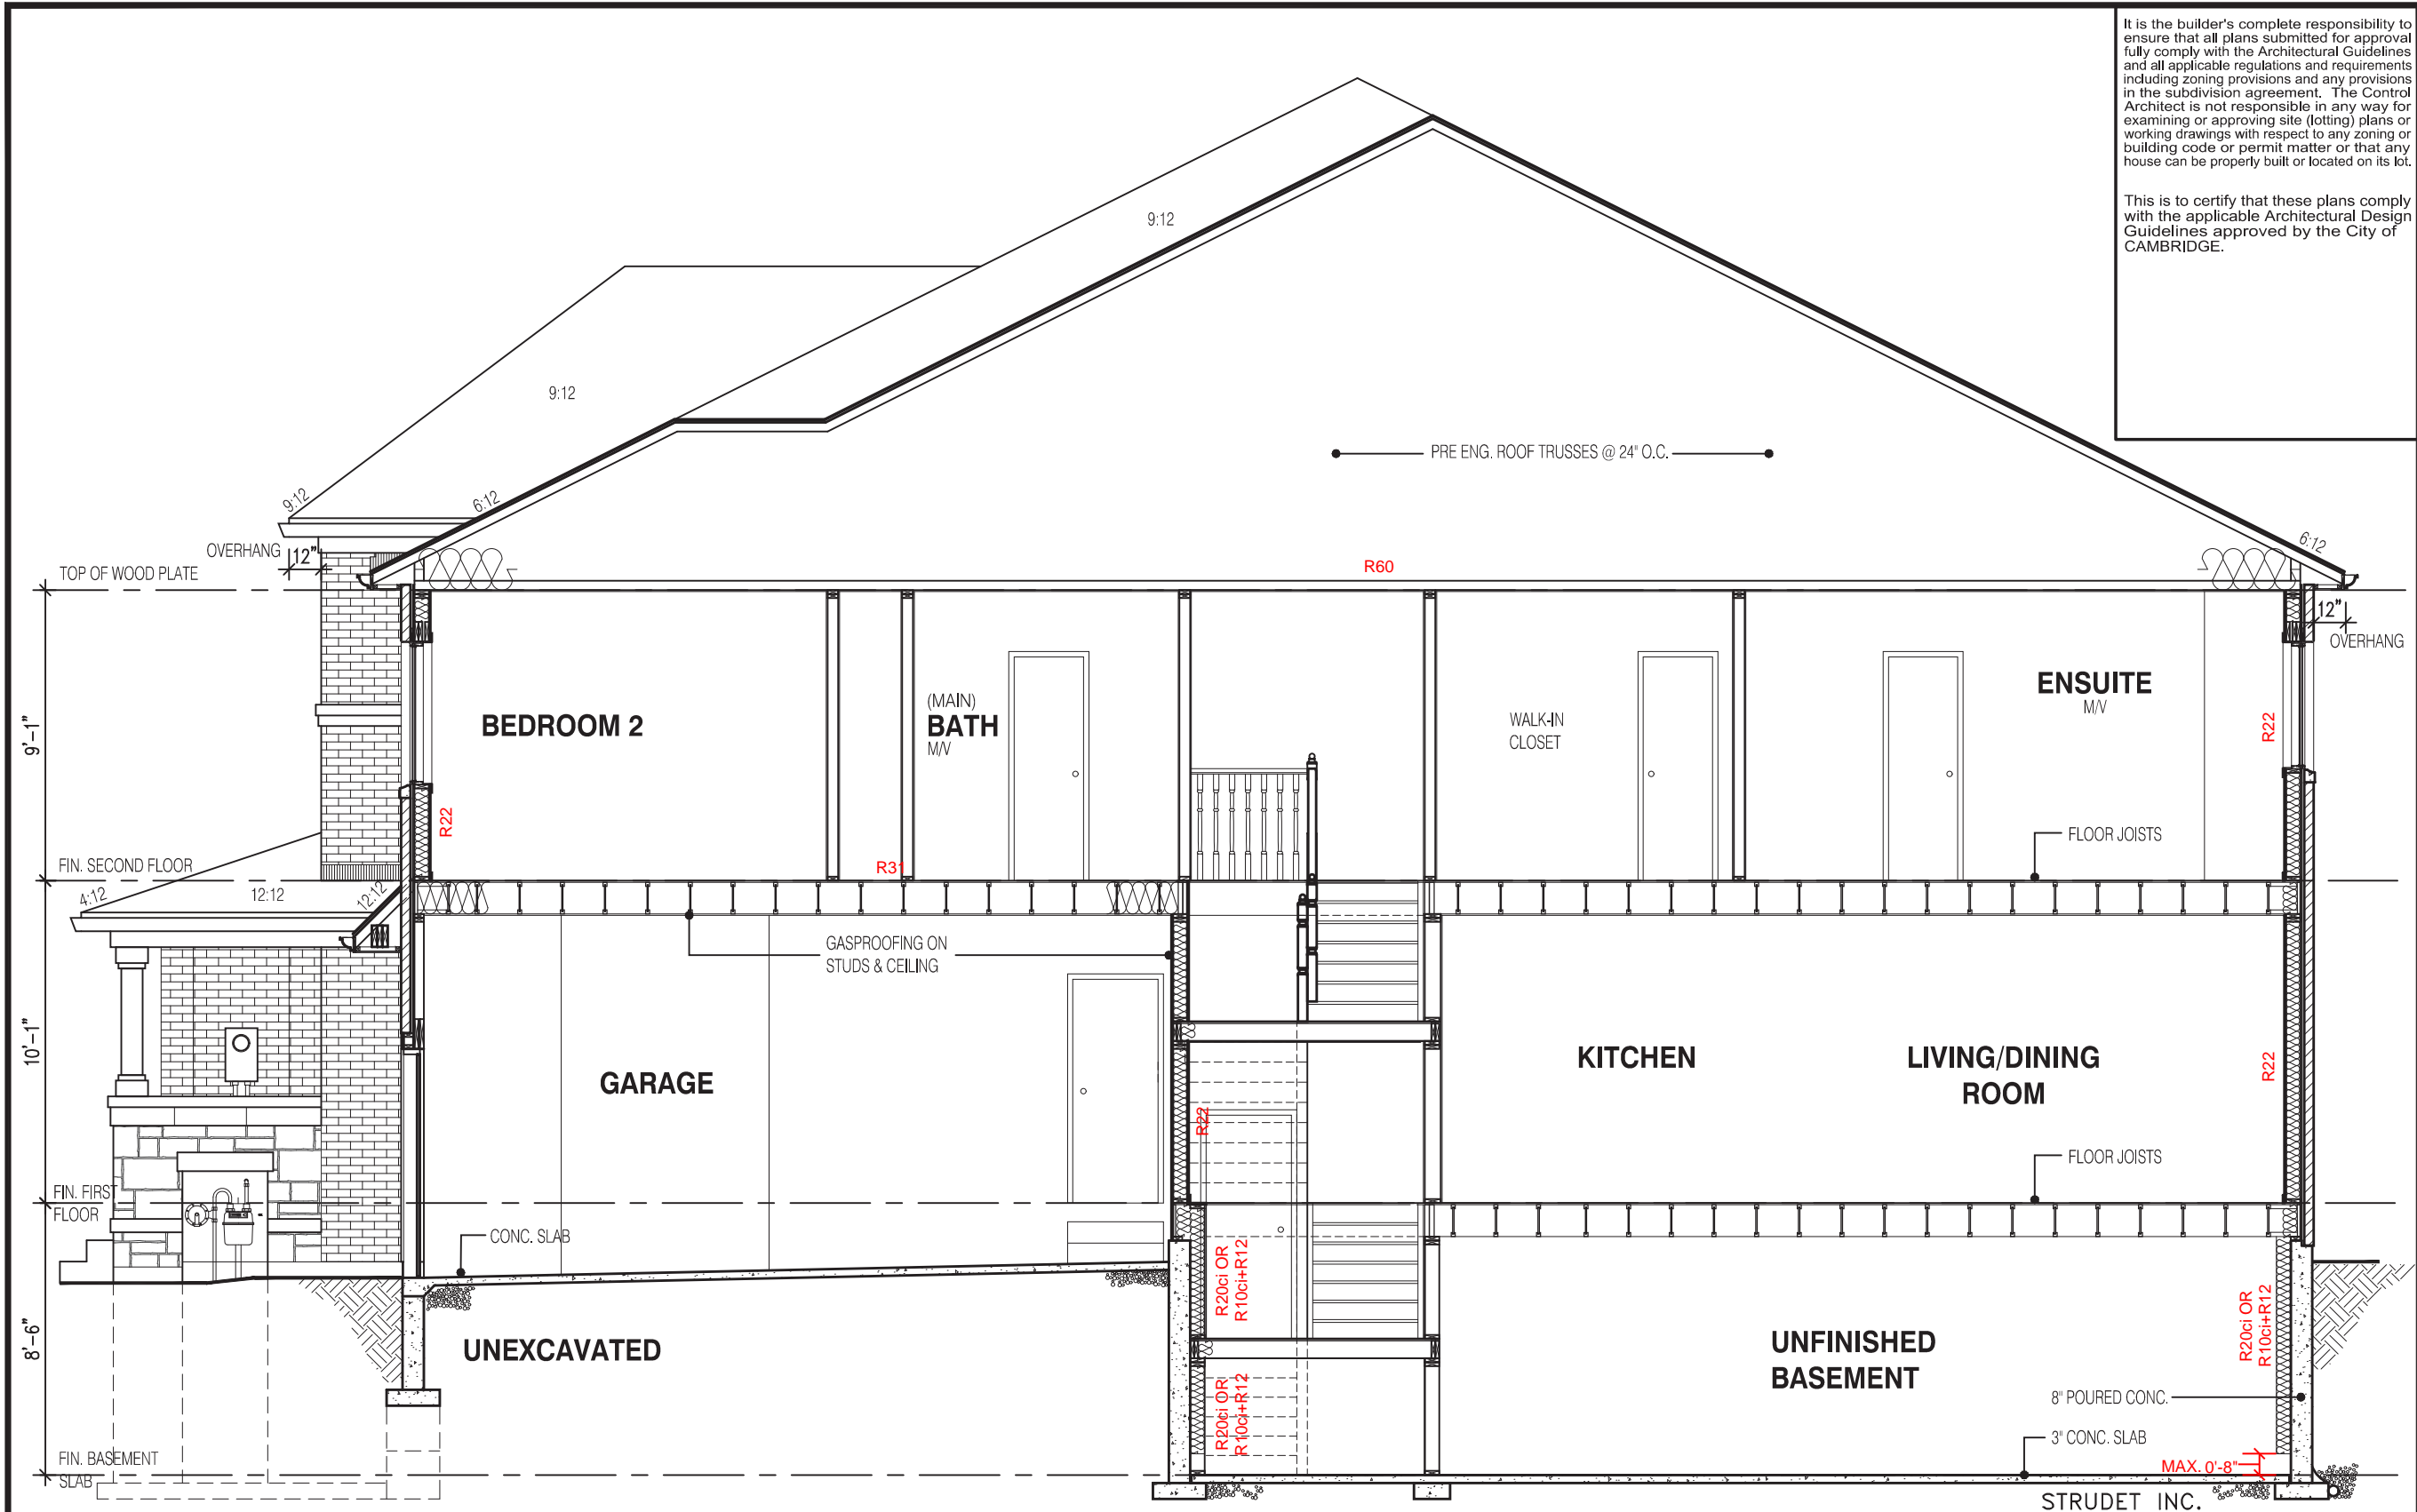 It is the builder's complete responsibility to
ensure that all plans submitted for approval
fully comply with the Architectural Guidelines
and all applicable regulations and requirements
including zoning provisions and any provisions
in the subdivision agreement. The Control
Architect is not responsible in any way for
examining or approving site (lotting) plans or
working drawings with respect to any zoning or
building code or permit matter or that any
house can be properly built or located on its lot.
This is to certify that these plans comply
with the applicable Architectural Design
Guidelines approved by the City of
CAMBRIDGE.
9:12
9:12
PRE ENG. ROOF TRUSSES @ 24" O.C.
9:12
6:12
6:12
OVERHANG
12"
R60
TOP OF WOOD PLATE
12"
OVERHANG
9'-1"
BEDROOM 2
(MAIN)
BATH
M/V
WALK-IN
CLOSET
ENSUITE
M/V
R22
R22
FLOOR JOISTS
FIN. SECOND FLOOR
R31
4:12
12:12
12:12
GASPROOFING ON
STUDS & CEILING
10'-1"
GARAGE
KITCHEN
LIVING/DINING
ROOM
R22
R22
FLOOR JOISTS
FIN. FIRST
FLOOR
CONC. SLAB
R20ci OR
R10ci+R12
R20ci OR
R10ci+R12
8'-6"
UNEXCAVATED
UNFINISHED
BASEMENT
R20ci OR
R10ci+R12
8" POURED CONC.
3" CONC. SLAB
FIN. BASEMENT
SLAB
MAX. 0'-8"
STRUDET INC.